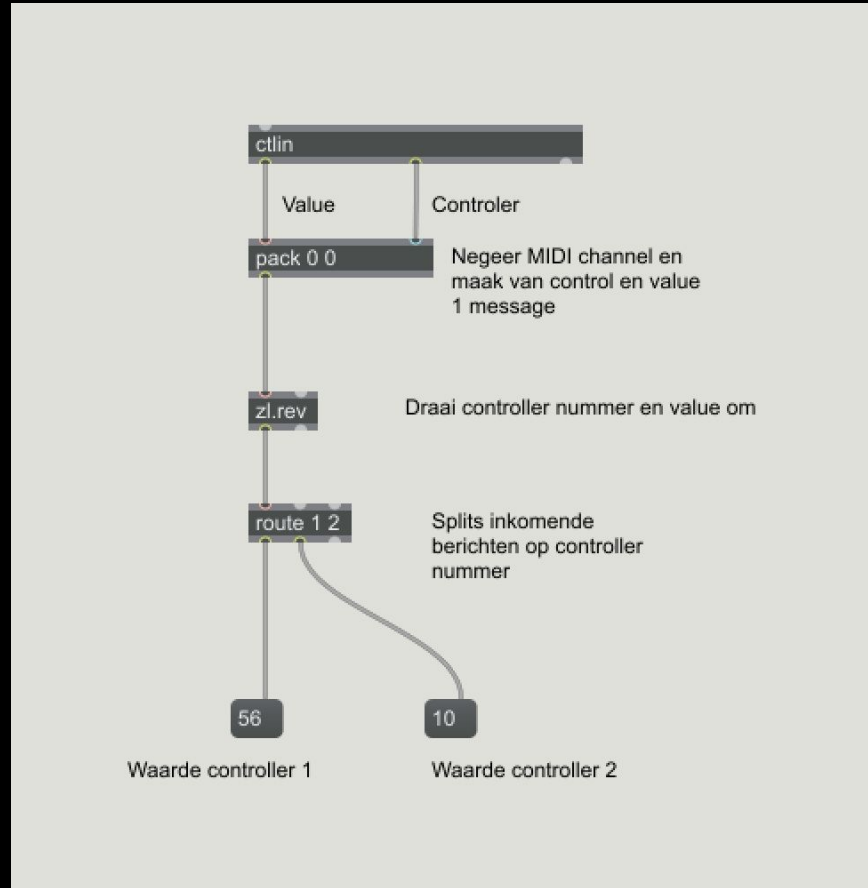 ctlin
Value
Controler
pack 0 0
Negeer MIDI channel en
maak van control en value
1 message
zl.rev
Draai controller nummer en value om
route 1 2
Splits inkomende
berichten op controller
nummer
56
10
Waarde controller 1
Waarde controller 2